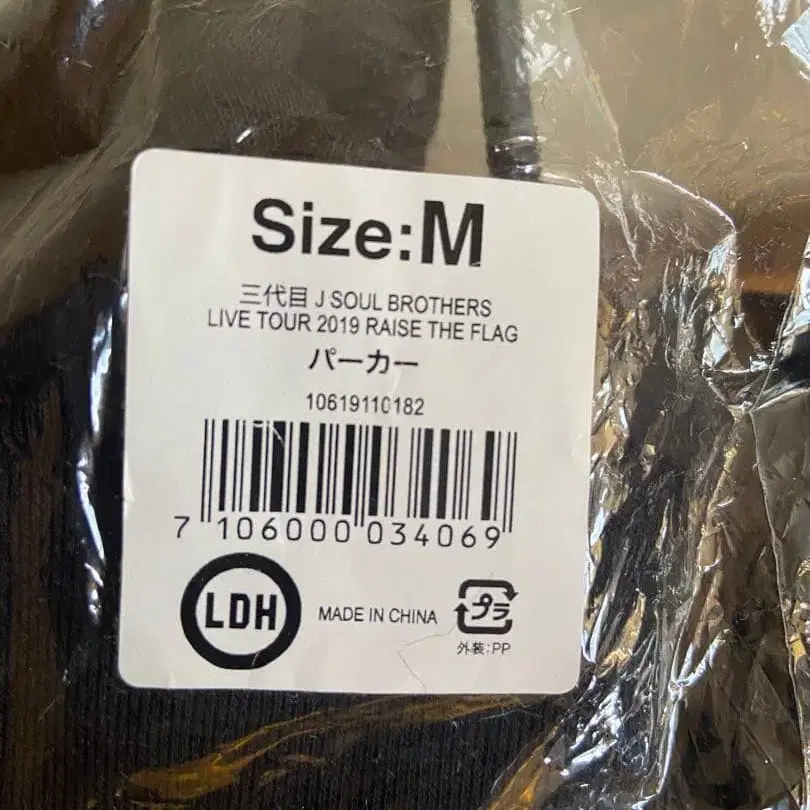 Size:M
三代目 J SOUL BROTHERS
LIVE TOUR 2019 RAISE THE FLAG
パーカー
10619110182
7 106000 034069
LDH
MADE IN CHINA
プラ
外装:PP